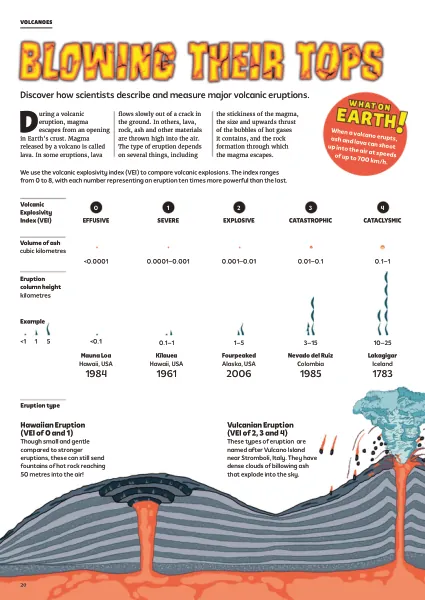 VOLCANOES
BLOWING THEIR TOPS
Discover how scientists describe and measure major volcanic eruptions.
During a volcanic
eruption, magma
escapes from an opening
in Earth's crust. Magma
released by a volcano is called
lava. In some eruptions, lava
flows slowly out of a crack in
the ground. In others, lava,
rock, ash and other materials
are thrown high into the air.
The type of eruption depends
on several things, including
the stickiness of the magma,
the size and upwards thrust
of the bubbles of hot gases
it contains, and the rock
formation through which
the magma escapes.
WHAT ON
EARTH!
When a volcano erupts,
ash and lava can shoot
up into the air at speeds
of up to 700 km/h.
We use the volcanic explosivity index (VEI) to compare volcanic explosions. The index ranges
from 0 to 8, with each number representing an eruption ten times more powerful than the last.
Volcanic
Explosivity
Index (VEI)
0
EFFUSIVE
1
SEVERE
2
EXPLOSIVE
3
CATASTROPHIC
4
CATACLYSMIC
Volume of ash
cubic kilometres
<0.0001
0.0001–0.001
0.001–0.01
0.01–0.1
0.1–1
Eruption
column height
kilometres
Example
<1 1 5
<0.1
0.1–1
1–5
3–15
10–25
Mauna Loa
Hawaii, USA
1984
Kilauea
Hawaii, USA
1961
Fourpeaked
Alaska, USA
2006
Nevado del Ruiz
Colombia
1985
Lakagigar
Iceland
1783
Eruption type
Hawaiian Eruption
(VEI of 0 and 1)
Though small and gentle
compared to stronger
eruptions, these can still send
fountains of hot rock reaching
50 metres into the air!
Vulcanian Eruption
(VEI of 2, 3 and 4)
These types of eruption are
named after Vulcano Island
near Stromboli, Italy. They have
dense clouds of billowing ash
that explode into the sky.
20